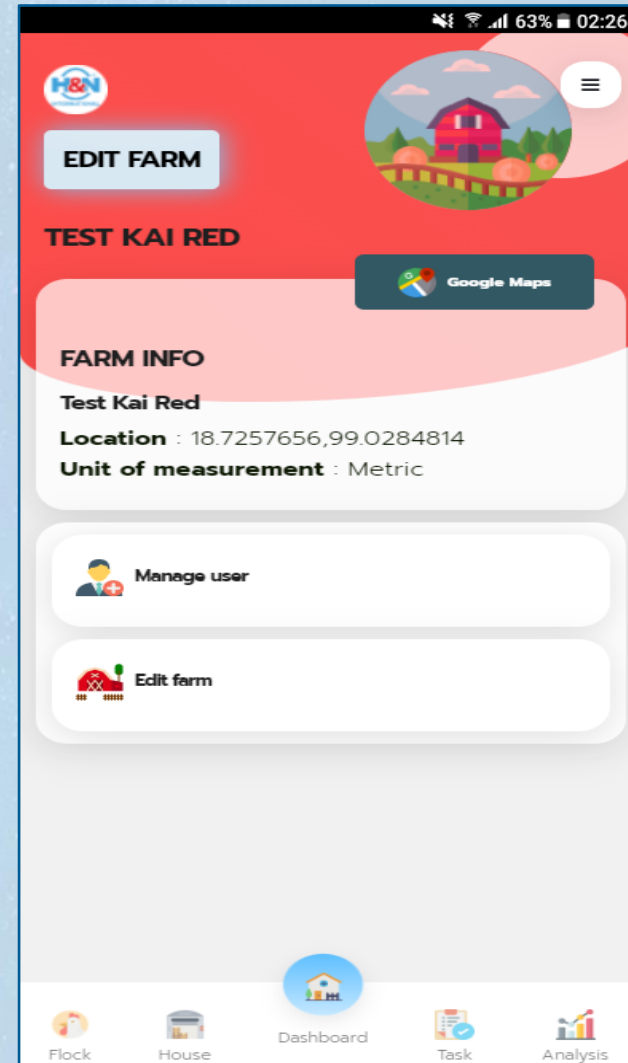 63% 02:26
H&N
INTERNATIONAL
EDIT FARM
TEST KAI RED
Google Maps
FARM INFO
Test Kai Red
Location : 18.7257656,99.0284814
Unit of measurement : Metric
Manage user
Edit farm
Flock
House
Dashboard
Task
Analysis